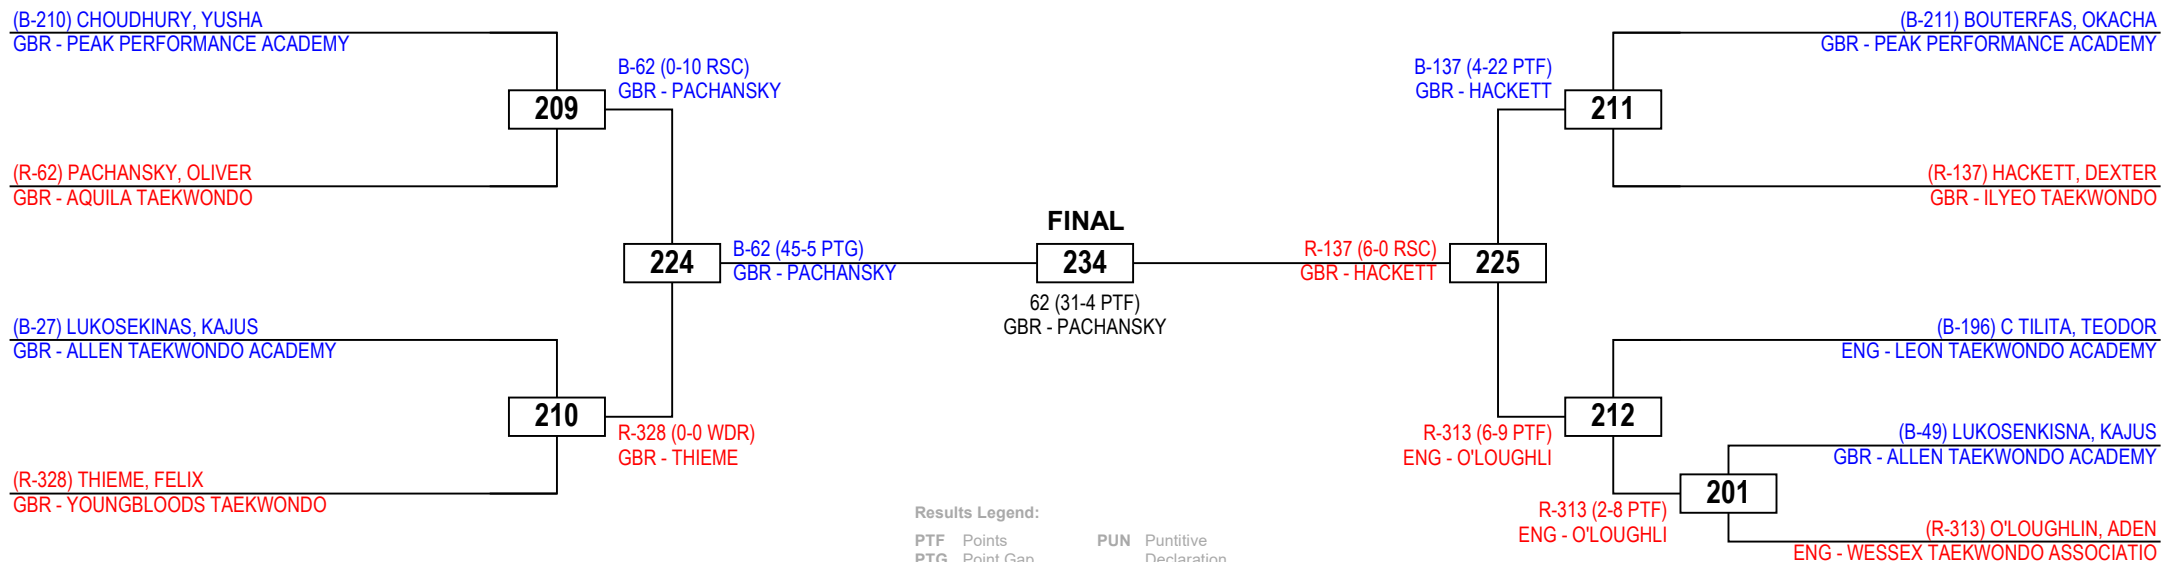 (B-210) CHOUDHURY, YUSHA
GBR - PEAK PERFORMANCE ACADEMY
(R-62) PACHANSKY, OLIVER
GBR - AQUILA TAEKWONDO
209
B-62 (0-10 RSC)
GBR - PACHANSKY
(B-27) LUKOSEKINAS, KAJUS
GBR - ALLEN TAEKWONDO ACADEMY
(R-328) THIEME, FELIX
GBR - YOUNGBLOODS TAEKWONDO
210
R-328 (0-0 WDR)
GBR - THIEME
224
B-62 (45-5 PTG)
GBR - PACHANSKY
FINAL
234
62 (31-4 PTF)
GBR - PACHANSKY
R-137 (6-0 RSC)
GBR - HACKETT
225
B-137 (4-22 PTF)
GBR - HACKETT
211
(B-211) BOUTERFAS, OKACHA
GBR - PEAK PERFORMANCE ACADEMY
(R-137) HACKETT, DEXTER
GBR - ILYEO TAEKWONDO
R-313 (6-9 PTF)
ENG - O'LOUGHLI
212
(B-196) C TILITA, TEODOR
ENG - LEON TAEKWONDO ACADEMY
R-313 (2-8 PTF)
ENG - O'LOUGHLI
201
(B-49) LUKOSENKISNA, KAJUS
GBR - ALLEN TAEKWONDO ACADEMY
(R-313) O'LOUGHLIN, ADEN
ENG - WESSEX TAEKWONDO ASSOCIATIO
Results Legend:
PTF Points
PTG Point Gap
PUN Puntitive
Declaration